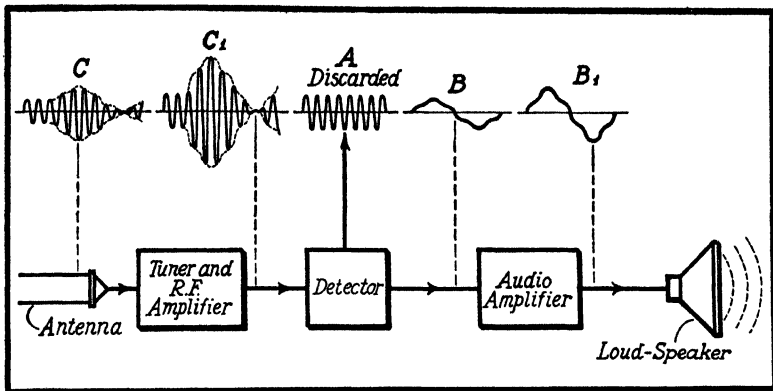 C
C1
A
Discarded
B
B1
Tuner and
R.F.
Amplifier
Detector
Audio
Amplifier
Antenna
Loud-Speaker